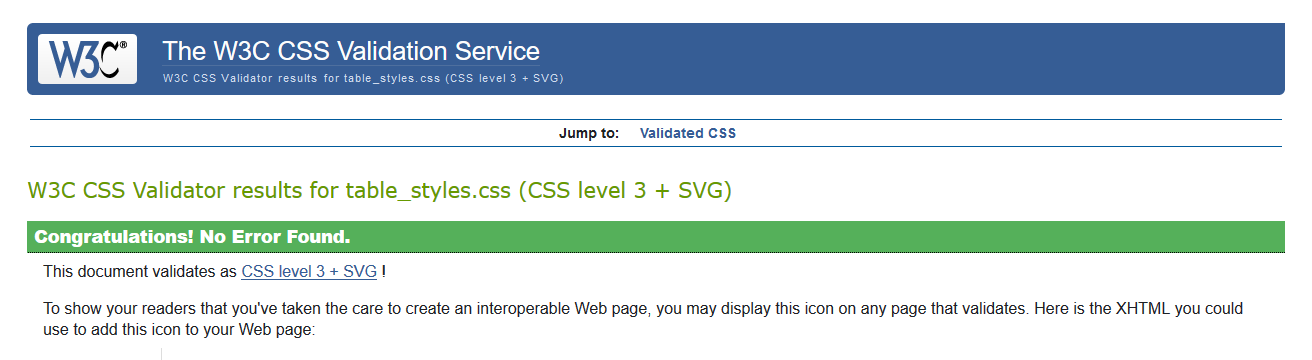 W3C®
The W3C CSS Validation Service
W3C CSS Validator results for table_styles.css (CSS level 3 + SVG)
Jump to: Validated CSS
W3C CSS Validator results for table_styles.css (CSS level 3 + SVG)
Congratulations! No Error Found.
This document validates as CSS level 3 + SVG !
To show your readers that you've taken the care to create an interoperable Web page, you may display this icon on any page that validates. Here is the XHTML you could
use to add this icon to your Web page: